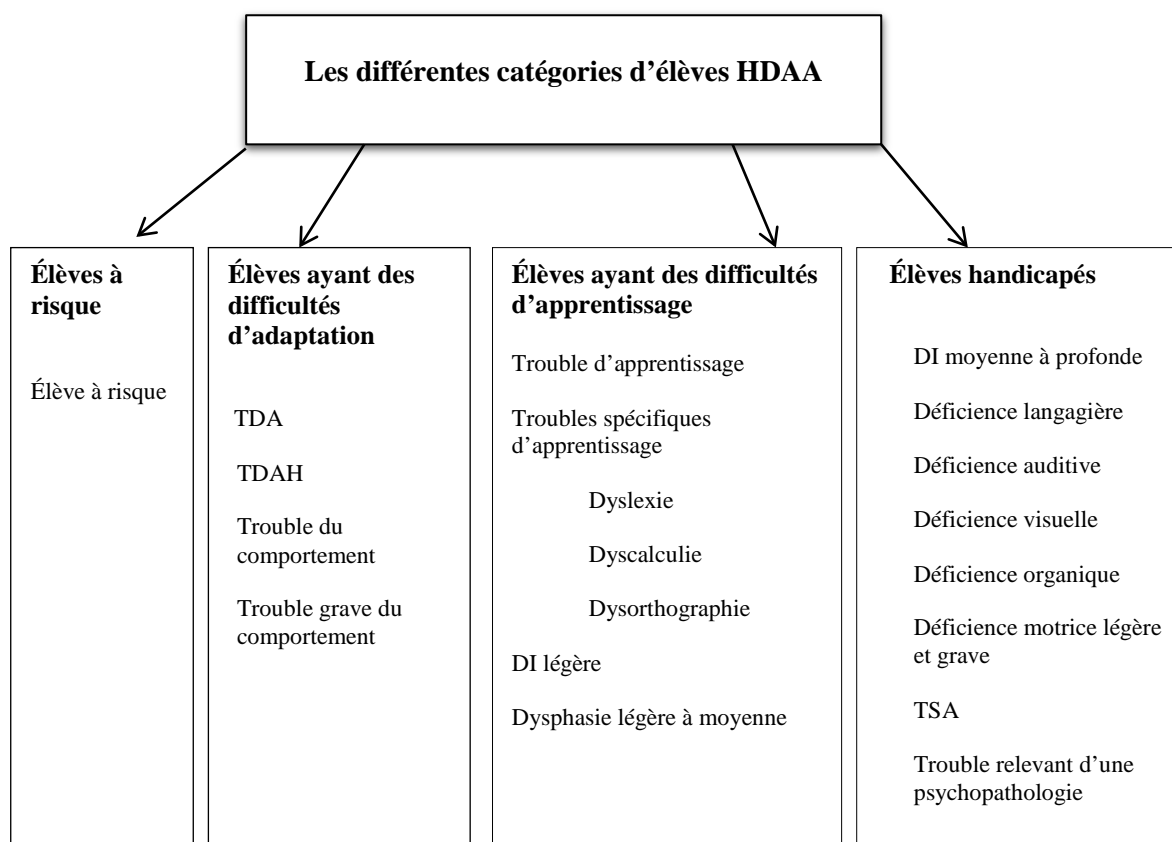 Les différentes catégories d'élèves HDAA
Élèves à
risque
Élève à risque
Élèves ayant des
difficultés
d'adaptation
TDA
TDAH
Trouble du
comportement
Trouble grave du
comportement
Élèves ayant des difficultés
d'apprentissage
Trouble d'apprentissage
Troubles spécifiques
d'apprentissage
Dyslexie
Dyscalculie
Dysorthographie
DI légère
Dysphasie légère à moyenne
Élèves handicapés
DI moyenne à profonde
Déficience langagière
Déficience auditive
Déficience visuelle
Déficience organique
Déficience motrice légère
et grave
TSA
Trouble relevant d'une
psychopathologie